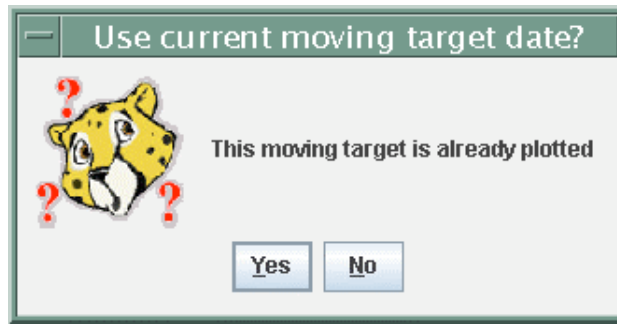 Use current moving target date?
?
This moving target is already plotted
? ?
Yes No